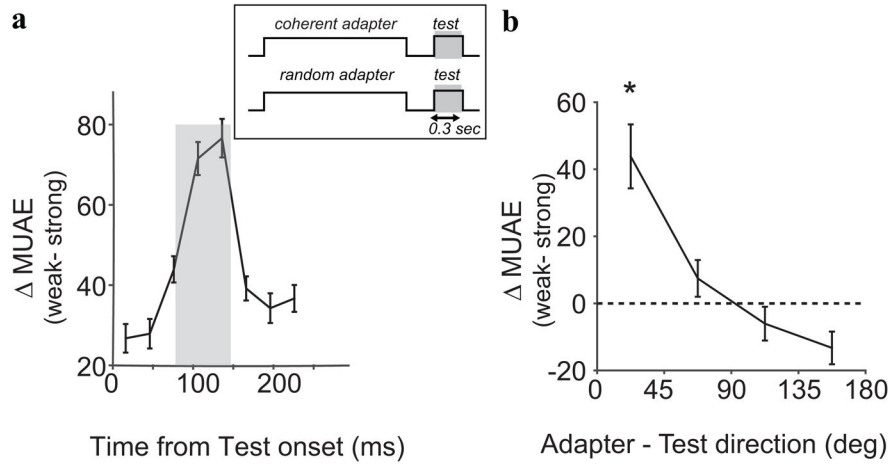 a
coherent adapter
test
random adapter
test
0.3 sec
Δ MUAE
(weak- strong)
80
60
40
20
0
100
200
Time from Test onset (ms)
b
*
Δ MUAE
(weak- strong)
60
40
20
0
-20
0
45
90
135
180
Adapter - Test direction (deg)